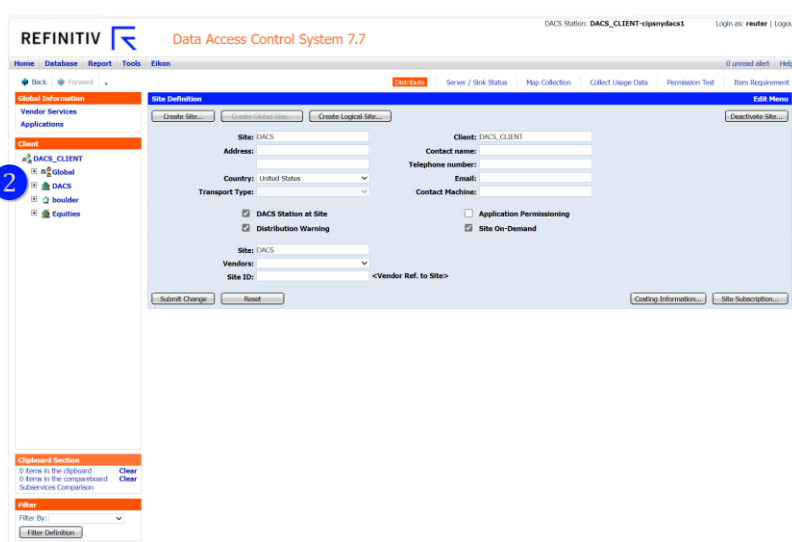 DACS Station: DACS_CLIENT-cipsnydacs1 Login as: reuter | Logou
REFINITIV Data Access Control System 7.7
Home Database Report Tools Eikon 0 unread alert Help
Back Forward Distribute Server / Sink Status Map Collection Collect Usage Data Permission Test Item Requirement
Global Information
Vendor Services
Applications
Client
DACS_CLIENT
Global
2
DACS
boulder
Equities
Site Definition Edit Menu
Create Site... Create Global Site... Create Logical Site... Deactivate Site...
Site: DACS Client: DACS_CLIENT
Address: Contact name:
Telephone number:
Country: United States Email:
Transport Type: Contact Machine:
DACS Station at Site Application Permissioning
Distribution Warning Site On-Demand
Site: DACS
Vendors:
Site ID: <Vendor Ref. to Site>
Submit Change Reset Costing Information... Site Subscription...
Clipboard Section
0 items in the clipboard Clear
0 items in the compareboard Clear
Subservices Comparison
Filter
Filter By:
Filter Definition